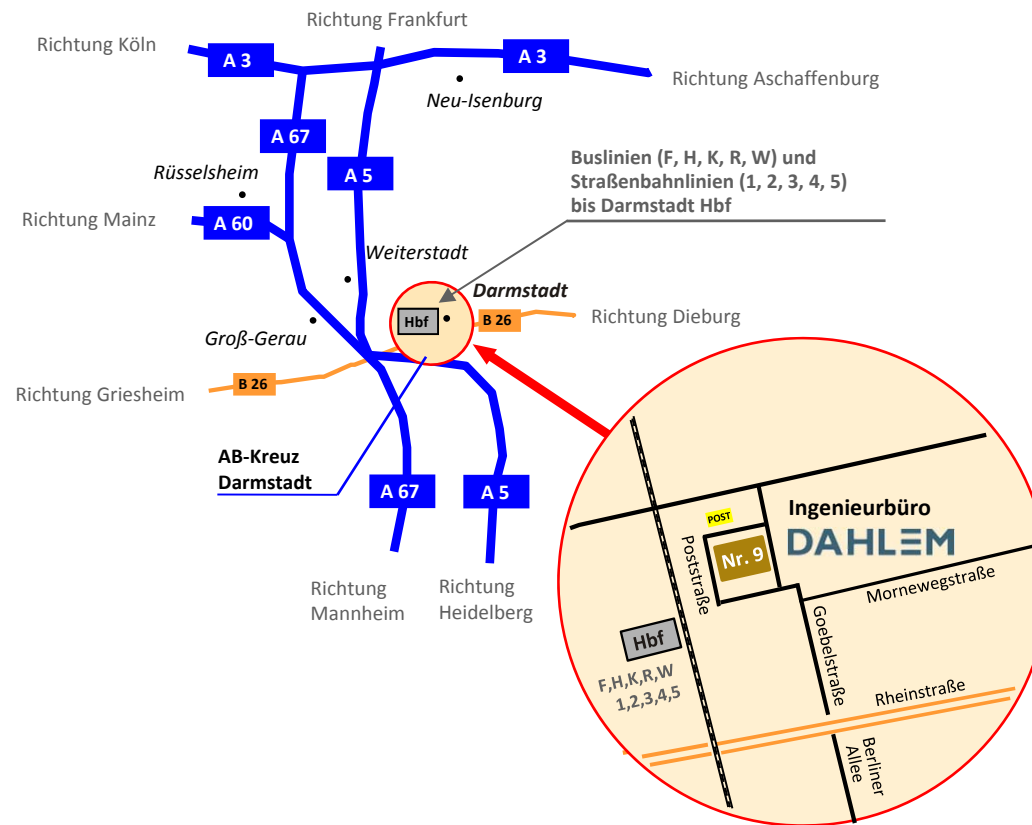 Richtung Frankfurt
Richtung Köln
A 3
A 3
Richtung Aschaffenburg
Neu-Isenburg
A 67
Rüsselsheim
A 5
Buslinien (F, H, K, R, W) und
Straßenbahnlinien (1, 2, 3, 4, 5)
bis Darmstadt Hbf
Richtung Mainz
A 60
Weiterstadt
Darmstadt
Hbf
B 26
Richtung Dieburg
Groß-Gerau
Richtung Griesheim
B 26
AB-Kreuz
Darmstadt
A 67
A 5
Richtung
Mannheim
Richtung
Heidelberg
POST
Ingenieurbüro
DAHLEM
Nr. 9
Poststraße
Mornewegstraße
Goebelstraße
Hbf
F,H,K,R,W
1,2,3,4,5
Rheinstraße
Berliner
Allee